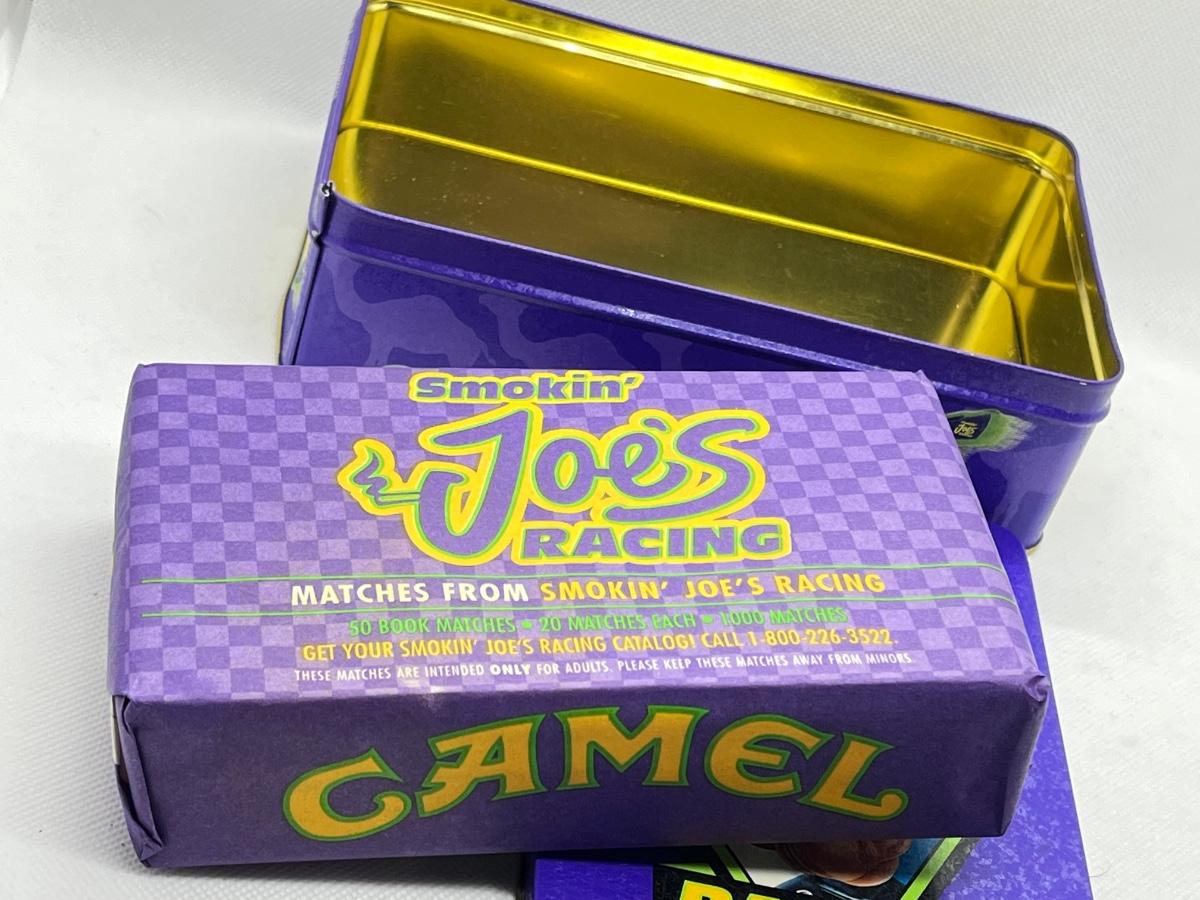 Smokin'
Joe's
RACING
MATCHES FROM SMOKIN' JOE'S RACING
50 BOOK MATCHES • 20 MATCHES EACH • 1000 MATCHES
GET YOUR SMOKIN' JOE'S RACING CATALOG! CALL 1-800-226-3522.
THESE MATCHES ARE INTENDED ONLY FOR ADULTS. PLEASE KEEP THESE MATCHES AWAY FROM MINORS.
CAMEL
Joe's